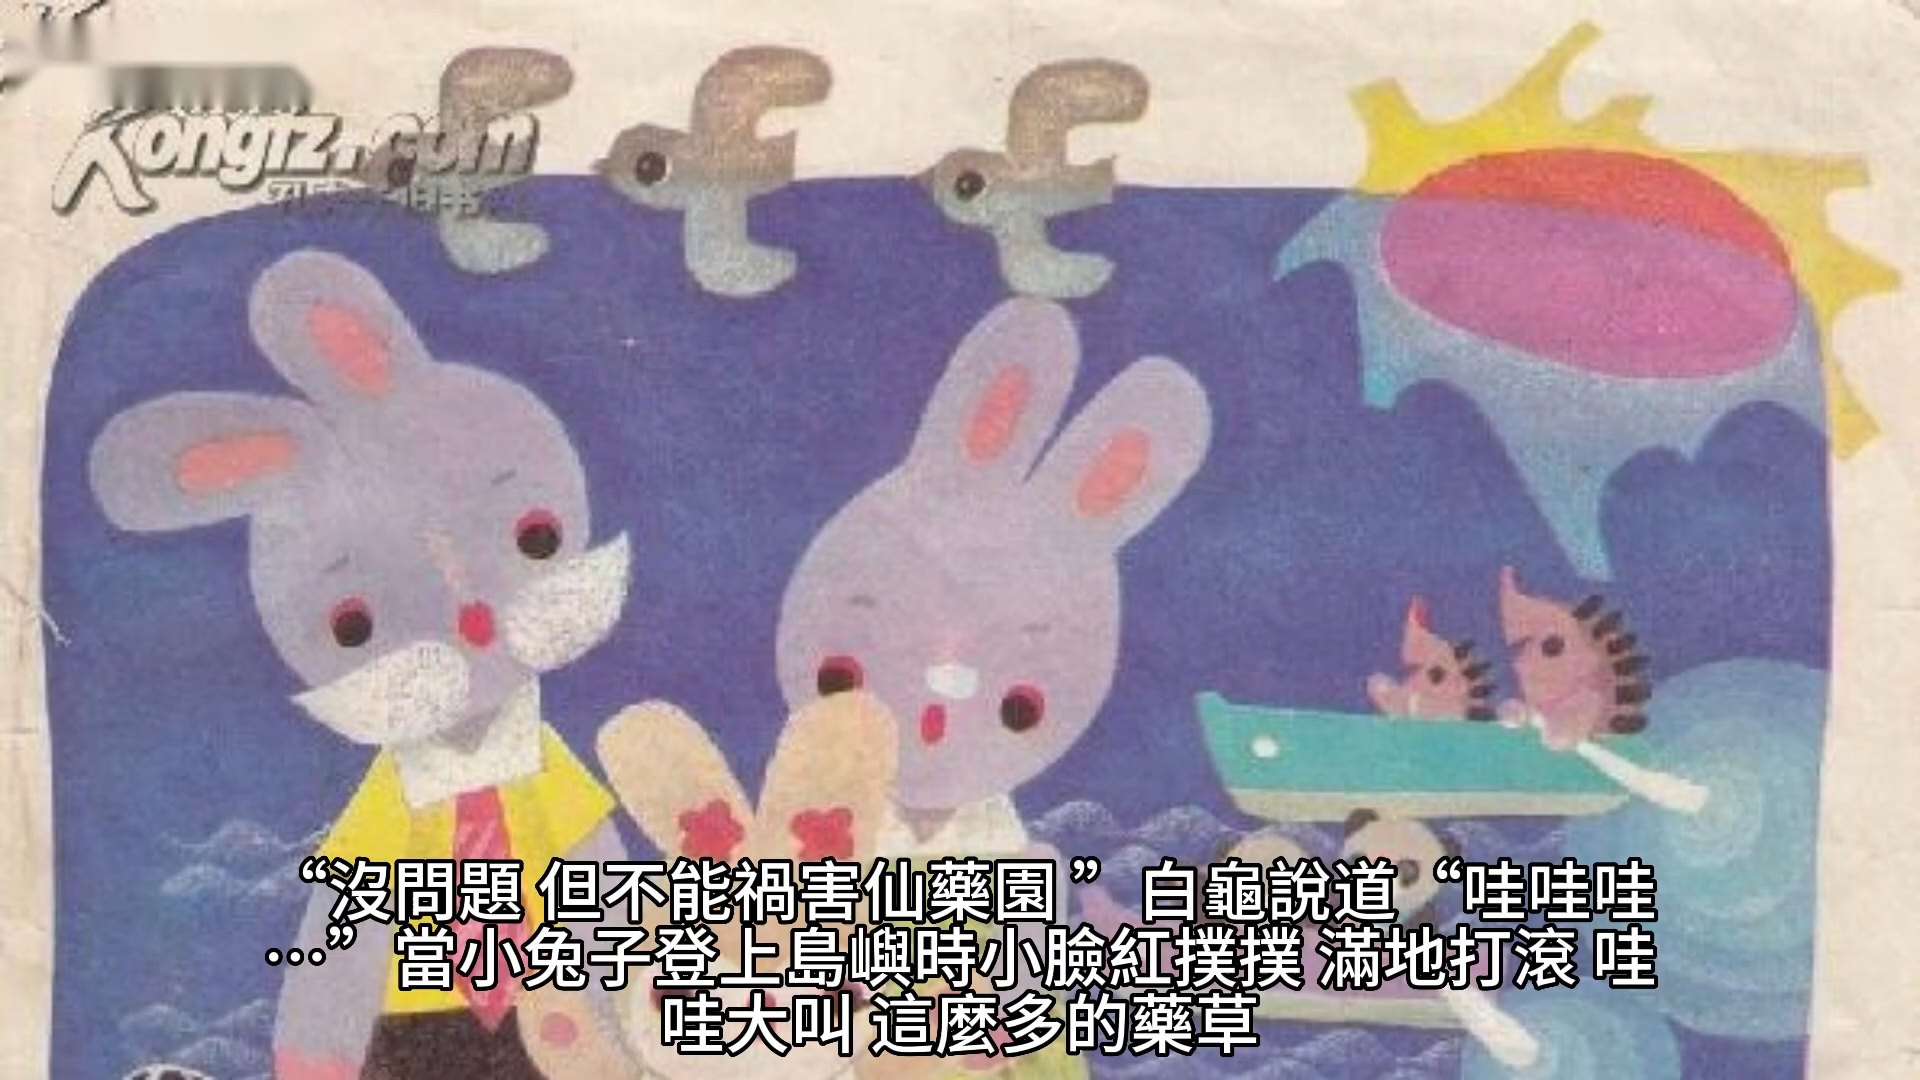 Kongfz.com
“沒問題 但不能禍害仙藥園 ” 白龜說道 “哇哇哇
…” 當小兔子登上島嶼時小臉紅撲撲 滿地打滾 哇
哇大叫 這麼多的藥草